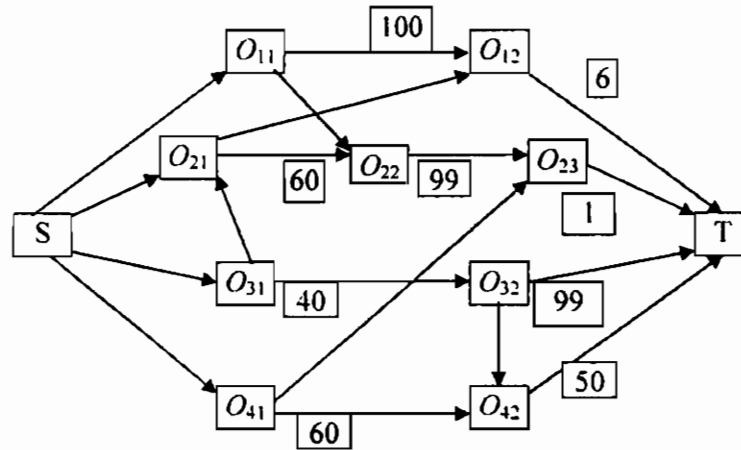 100
O₁₁ O₁₂
6
O₂₁ O₂₂ O₂₃
60 99
1
S T
O₃₁ O₃₂
40 99
50
O₄₁ O₄₂
60